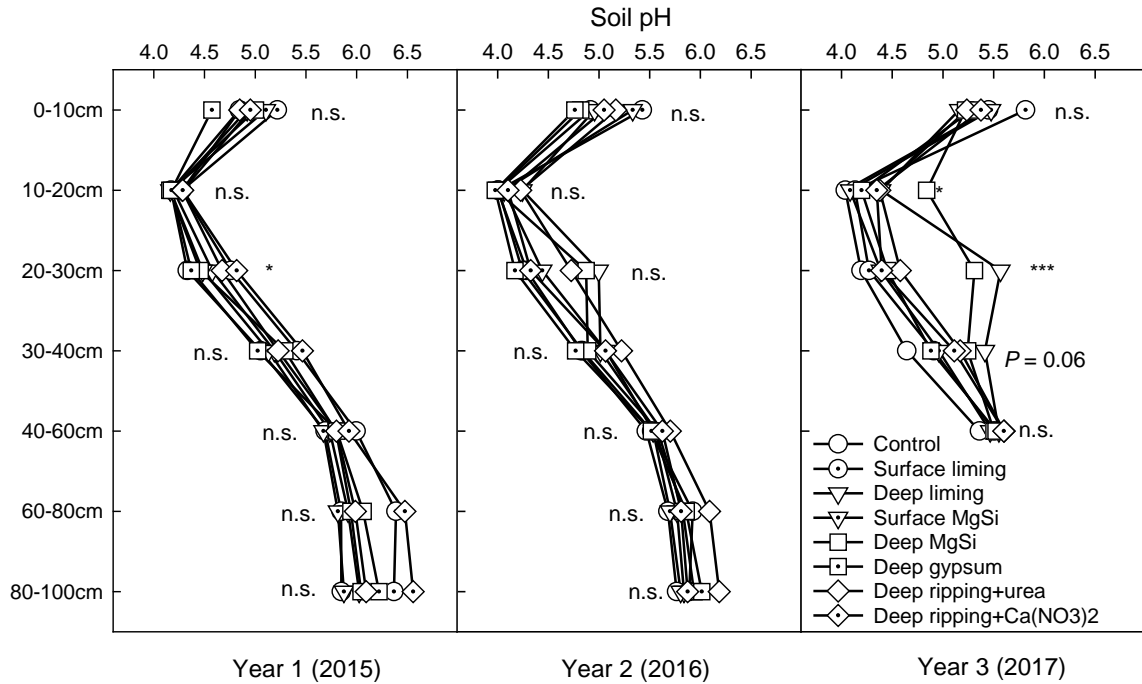 Soil pH
4.0 4.5 5.0 5.5 6.0 6.5 4.0 4.5 5.0 5.5 6.0 6.5 4.0 4.5 5.0 5.5 6.0 6.5
0-10cm n.s. n.s. n.s.
10-20cm n.s. n.s. *
20-30cm * n.s. ***
30-40cm n.s. n.s. P = 0.06
40-60cm n.s. n.s. n.s.
Control
Surface liming
Deep liming
60-80cm n.s. n.s. Surface MgSi
Deep MgSi
Deep gypsum
80-100cm n.s. n.s. Deep ripping+urea
Deep ripping+Ca(NO3)2
Year 1 (2015) Year 2 (2016) Year 3 (2017)